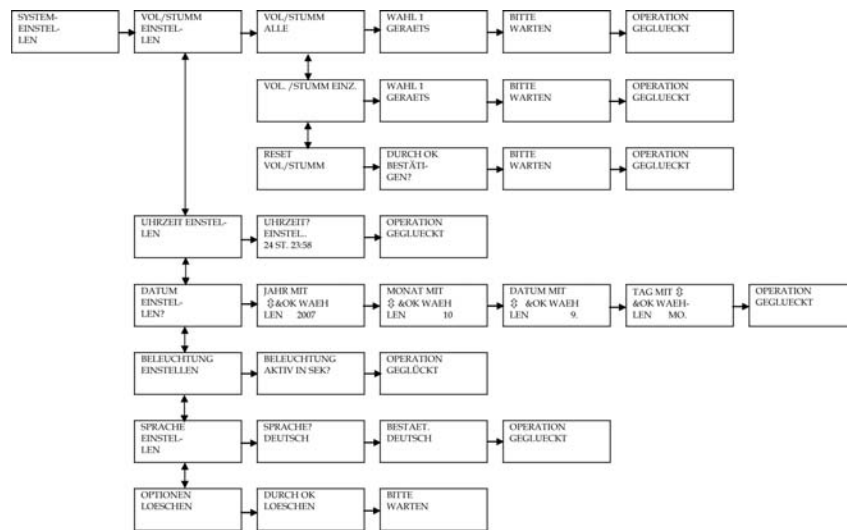 SYSTEM-
EINSTEL-
LEN
VOL/STUMM
EINSTEL-
LEN
VOL/STUMM
ALLE
WAHL 1
GERAETS
BITTE
WARTEN
OPERATION
GEGLUECKT
VOL. /STUMM EINZ.
WAHL 1
GERAETS
BITTE
WARTEN
OPERATION
GEGLUECKT
RESET
VOL/STUMM
DURCH OK
BESTÄTI-
GEN?
BITTE
WARTEN
OPERATION
GEGLUECKT
UHRZEIT EINSTEL-
LEN
UHRZEIT?
EINSTEL..
24 ST. 23:58
OPERATION
GEGLUECKT
DATUM
EINSTEL-
LEN?
JAHR MIT
⇳&OK WAEH
LEN 2007
MONAT MIT
⇳ &OK WAEH
LEN 10
DATUM MIT
⇳ &OK WAEH
LEN 9.
TAG MIT ⇳
&OK WAEH-
LEN MO.
OPERATION
GEGLUECKT
BELEUCHTUNG
EINSTELLEN
BELEUCHTUNG
AKTIV IN SEK?
OPERATION
GEGLÜCKT
SPRACHE
EINSTEL-
LEN
SPRACHE?
DEUTSCH
BESTAET.
DEUTSCH
OPERATION
GEGLUECKT
OPTIONEN
LOESCHEN
DURCH OK
LOESCHEN
BITTE
WARTEN